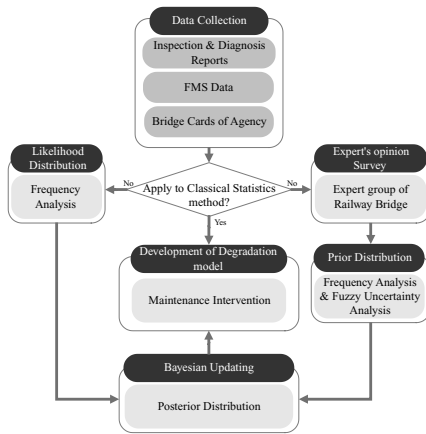 Data Collection
Inspection & Diagnosis
Reports
FMS Data
Bridge Cards of Agency
Likelihood
Distribution
Frequency
Analysis
No
Apply to Classical Statistics
method?
No
Yes
Expert's opinion
Survey
Expert group of
Railway Bridge
Development of Degradation
model
Maintenance Intervention
Prior Distribution
Frequency Analysis
& Fuzzy Uncertainty
Analysis
Bayesian Updating
Posterior Distribution